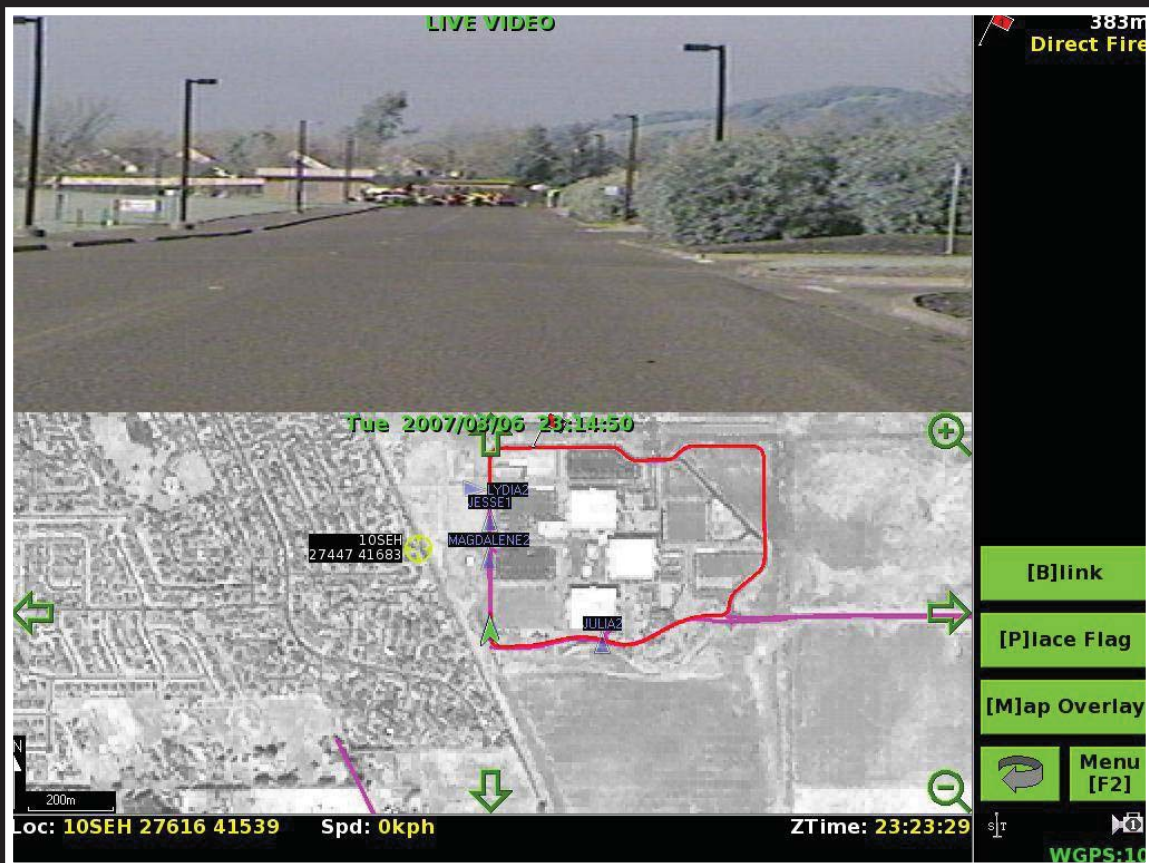 LIVE VIDEO
383m
Direct Fire
Tue 2007/03/06 23:14:50
LYDIA2
JESSE1
MAGDALENE2
10SEH
27447 41683
JULIA2
[B]link
[P]lace Flag
[M]ap Overlay
Menu
[F2]
N
200m
Loc: 10SEH 27616 41539 Spd: 0kph ZTime: 23:23:29
S T
WGPS:10